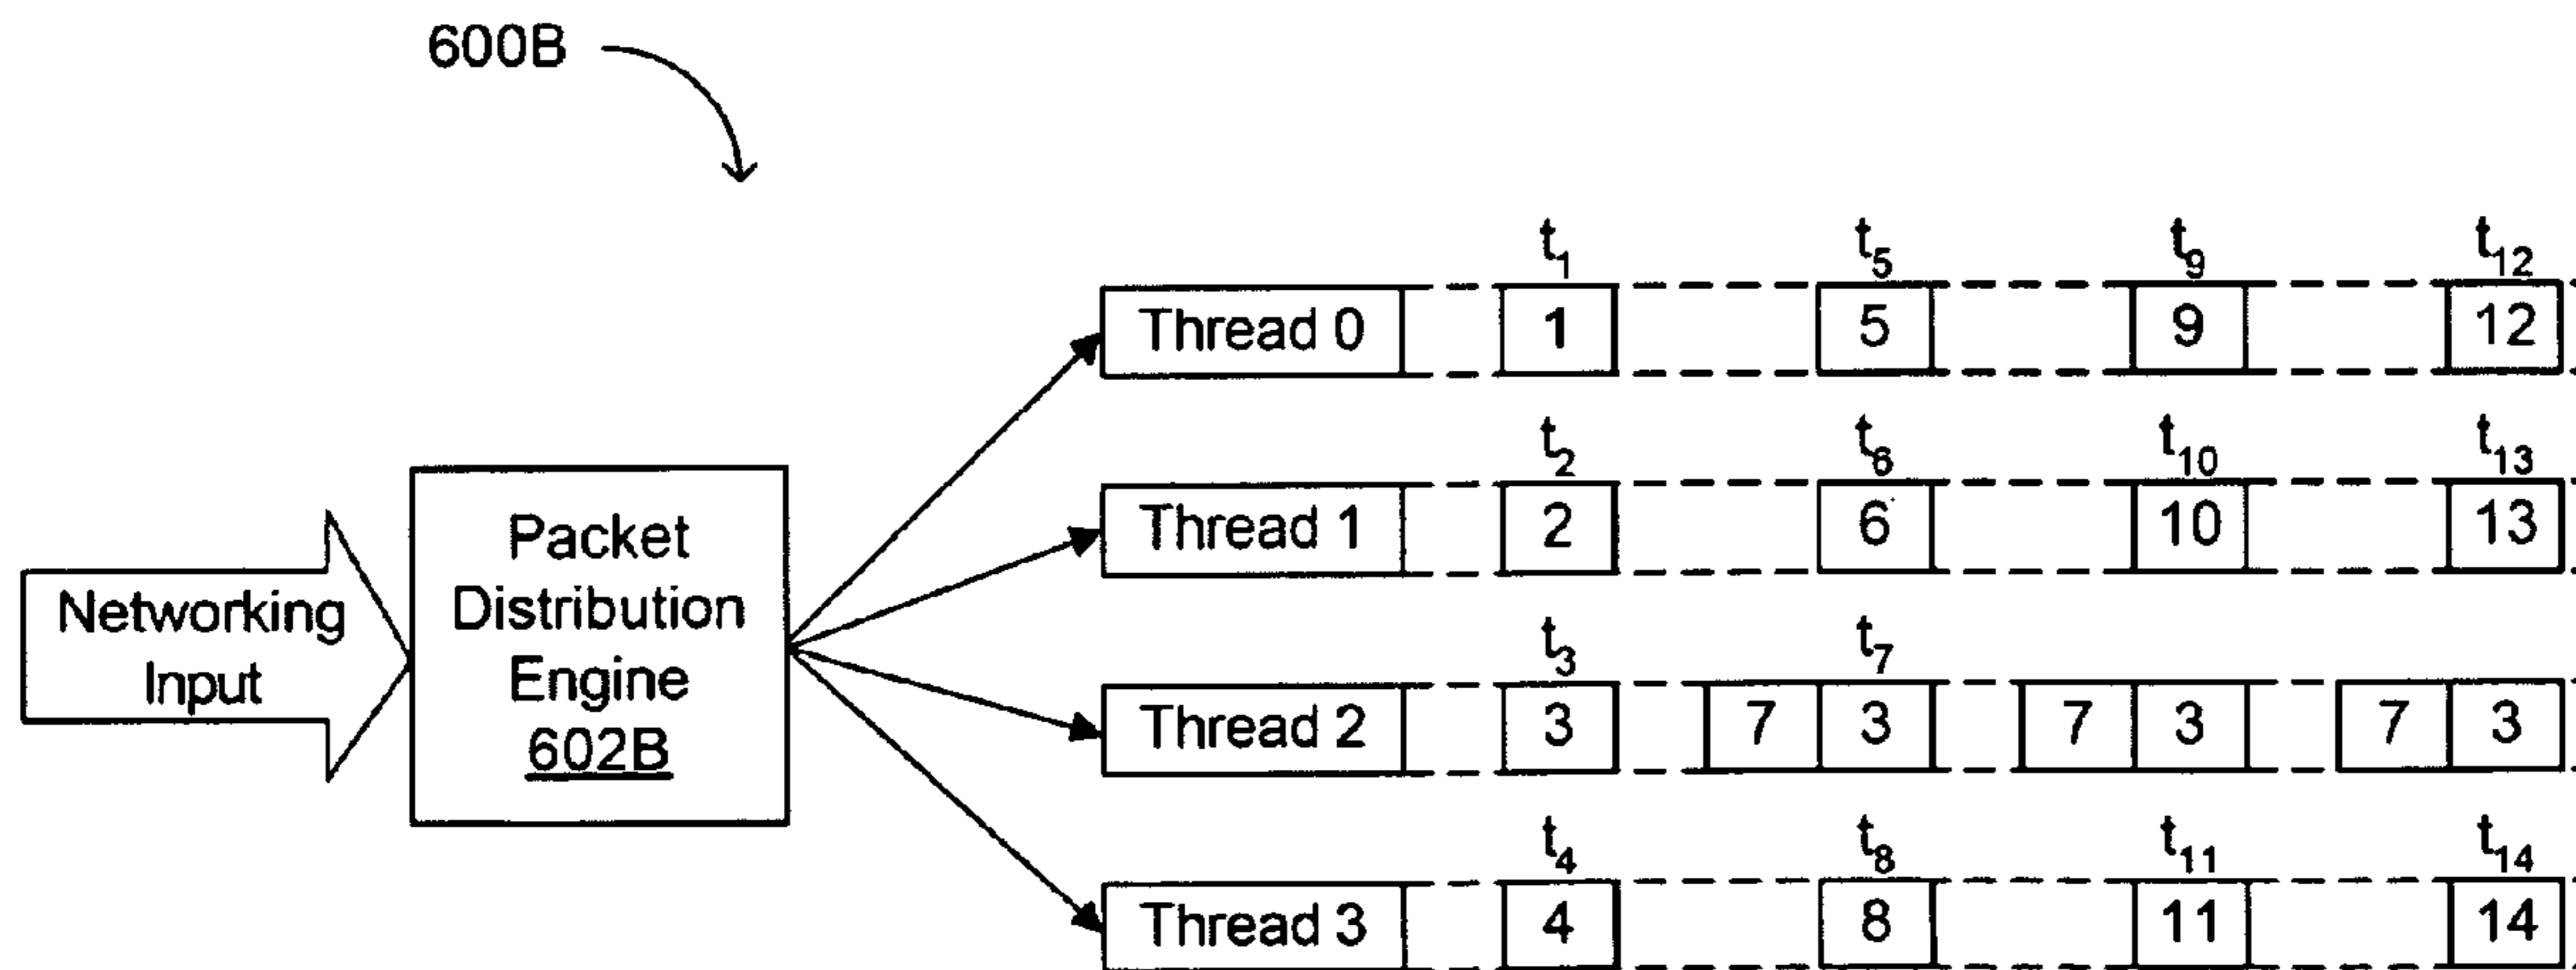 600B
t1 t5 t9 t12
Thread 0 1 5 9 12
t2 t6 t10 t13
Thread 1 2 6 10 13
Networking
Input
Packet
Distribution
Engine
602B
t3 t7
Thread 2 3 7 3 7 3 7 3
t4 t8 t11 t14
Thread 3 4 8 11 14